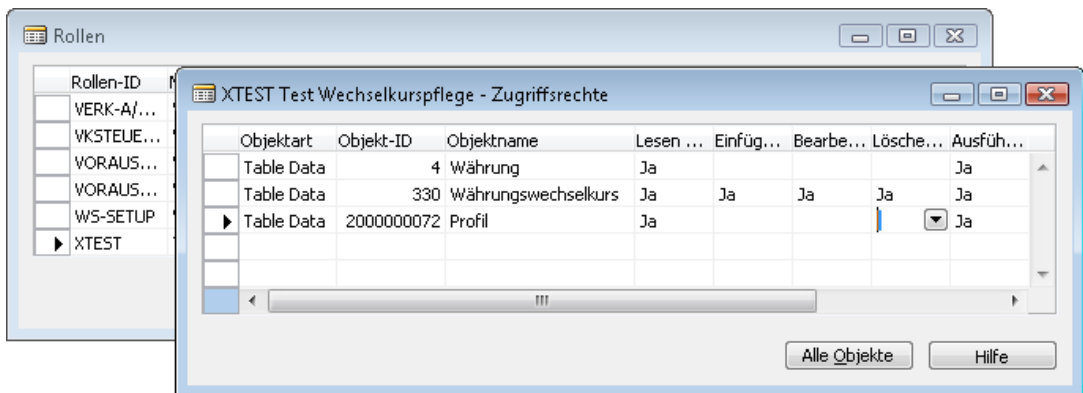 Rollen
Rollen-ID
VERK-A/...
VKSTEUE...
VORAUS...
VORAUS...
WS-SETUP
XTEST
XTEST Test Wechselkurspflege - Zugriffsrechte
Objektart Objekt-ID Objektname Lesen ... Einfüg... Bearbe... Lösche... Ausfüh...
Table Data 4 Währung Ja Ja
Table Data 330 Währungswechselkurs Ja Ja Ja Ja Ja
Table Data 2000000072 Profil Ja Ja
Alle Objekte Hilfe